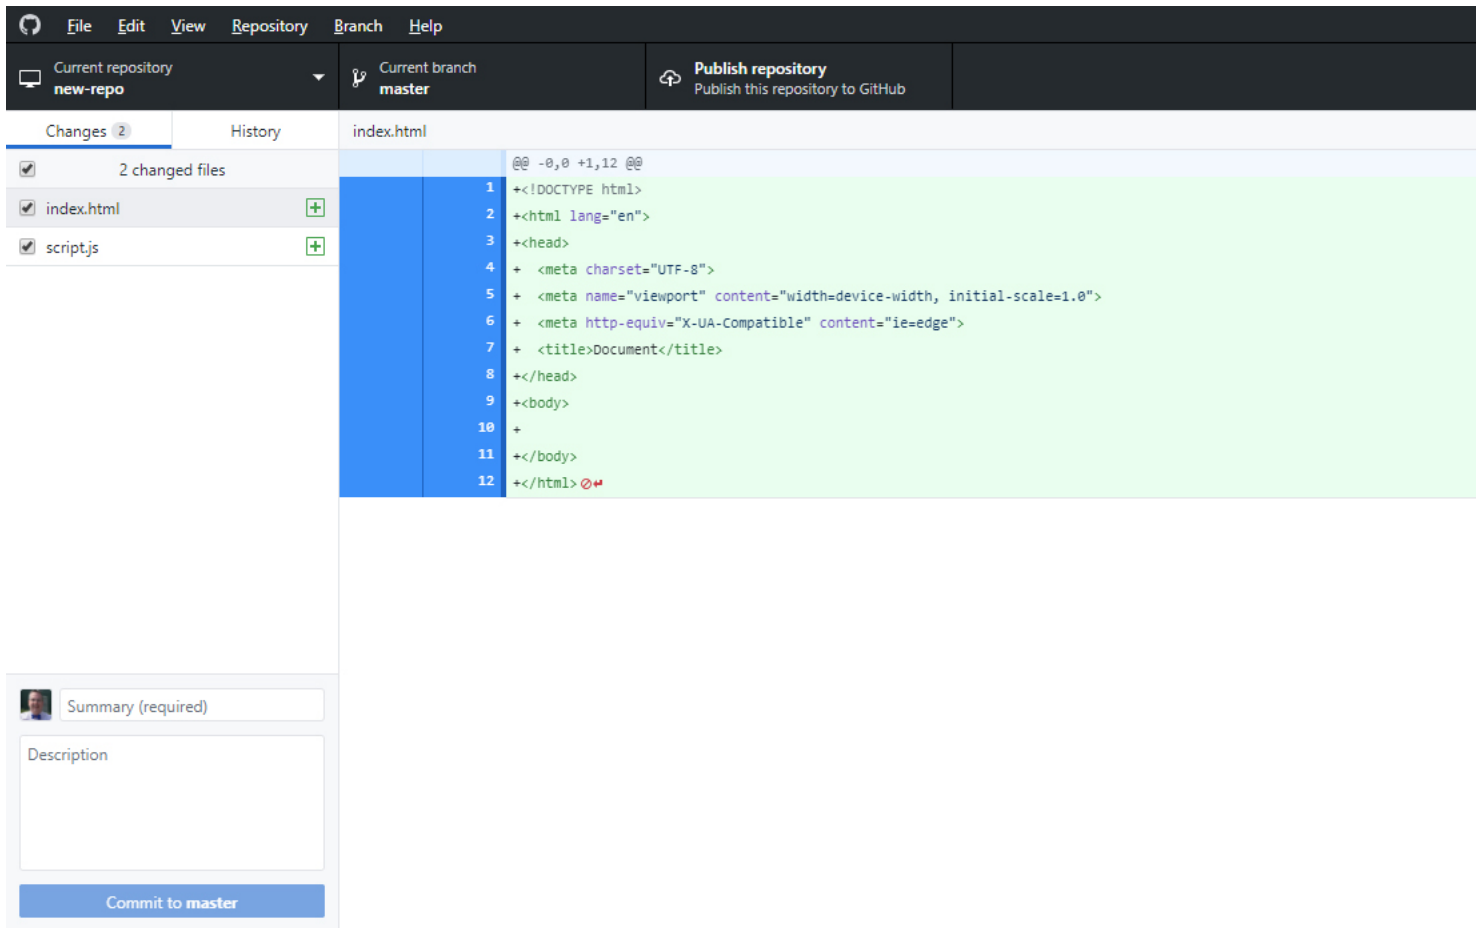 File Edit View Repository Branch Help
Current repository
new-repo
Current branch
master
Publish repository
Publish this repository to GitHub
Changes 2 History
index.html
2 changed files
index.html
script.js
@@ -0,0 +1,12 @@
1 +<!DOCTYPE html>
2 +<html lang="en">
3 +<head>
4 +  <meta charset="UTF-8">
5 +  <meta name="viewport" content="width=device-width, initial-scale=1.0">
6 +  <meta http-equiv="X-UA-Compatible" content="ie=edge">
7 +  <title>Document</title>
8 +</head>
9 +<body>
10 +
11 +</body>
12 +</html>
Summary (required)
Description
Commit to master